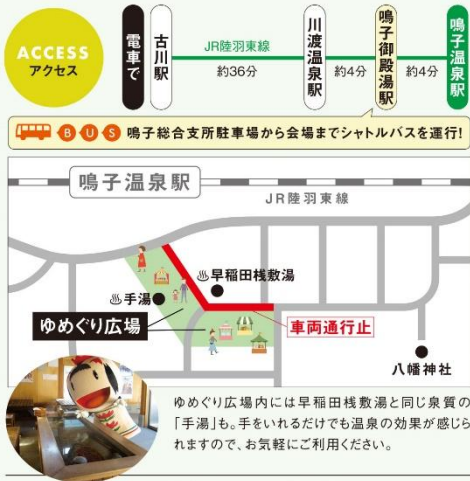 ACCESS
アクセス
電車で
古川駅
JR陸羽東線
約36分
川渡温泉駅
約4分
鳴子御殿湯駅
約4分
鳴子温泉駅
BUS 鳴子総合支所駐車場から会場までシャトルバスを運行!
鳴子温泉駅
JR陸羽東線
早稲田桟敷湯
手湯
ゆめぐり広場
車両通行止
八幡神社
ゆめぐり広場内には早稲田桟敷湯と同じ泉質の
「手湯」も。手をいれるだけでも温泉の効果が感じら
れますので、お気軽にご利用ください。